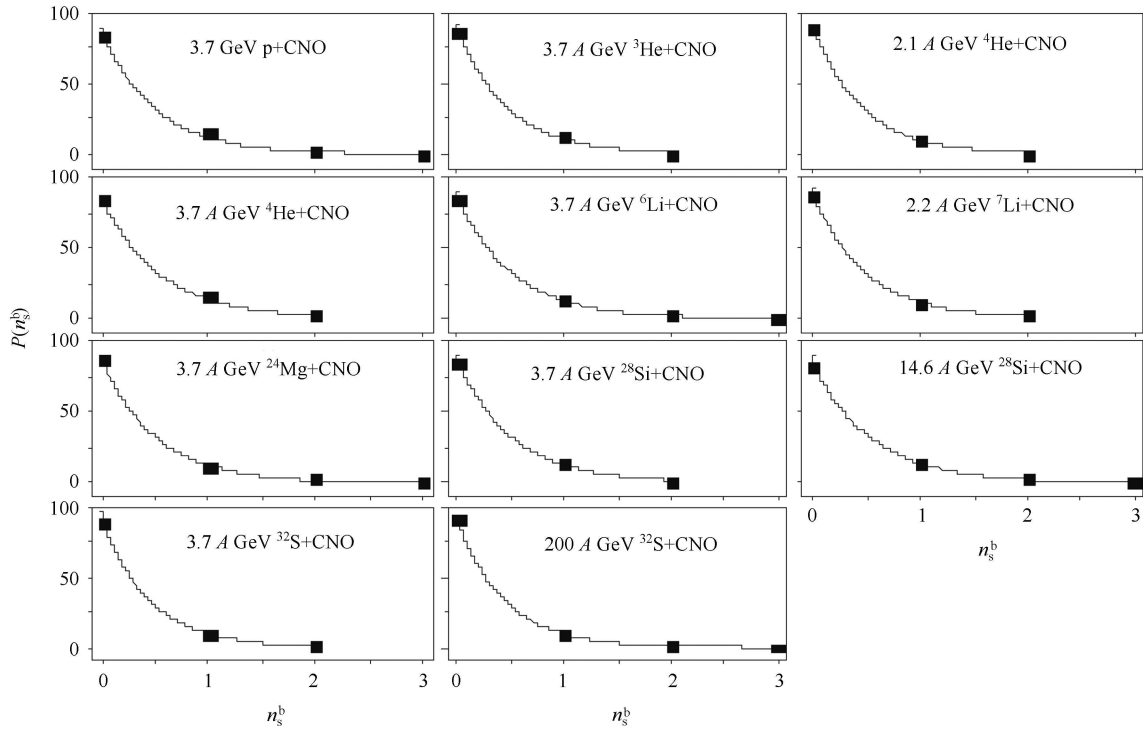 100
50
0
3.7 GeV p+CNO
3.7 A GeV ³He+CNO
2.1 A GeV ⁴He+CNO
100
50
0
3.7 A GeV ⁴He+CNO
3.7 A GeV ⁶Li+CNO
2.2 A GeV ⁷Li+CNO
P(nₛᵇ)
100
50
0
3.7 A GeV ²⁴Mg+CNO
3.7 A GeV ²⁸Si+CNO
14.6 A GeV ²⁸Si+CNO
0 1 2 3
nₛᵇ
100
50
0
3.7 A GeV ³²S+CNO
200 A GeV ³²S+CNO
0 1 2 3
0 1 2 3
nₛᵇ
nₛᵇ